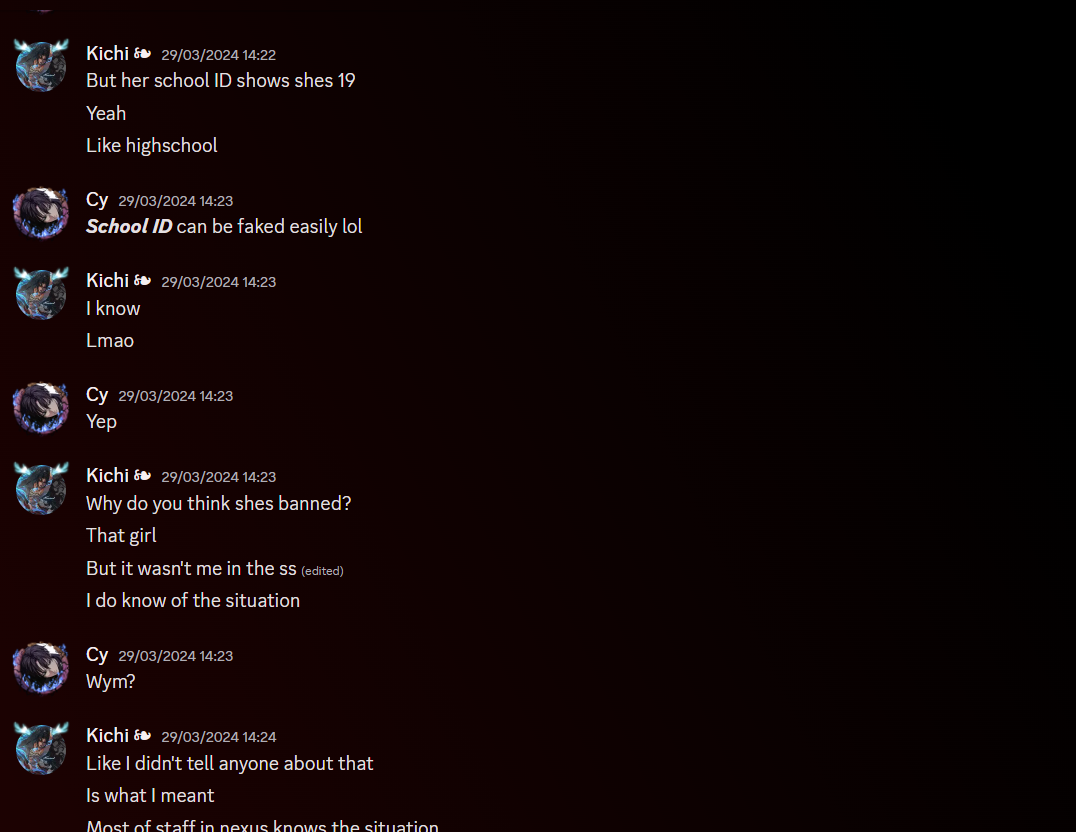 Kichi ❧ 29/03/2024 14:22
But her school ID shows shes 19
Yeah
Like highschool
Cy 29/03/2024 14:23
School ID can be faked easily lol
Kichi ❧ 29/03/2024 14:23
I know
Lmao
Cy 29/03/2024 14:23
Yep
Kichi ❧ 29/03/2024 14:23
Why do you think shes banned?
That girl
But it wasn't me in the ss (edited)
I do know of the situation
Cy 29/03/2024 14:23
Wym?
Kichi ❧ 29/03/2024 14:24
Like I didn't tell anyone about that
Is what I meant
Most of staff in nexus knows the situation